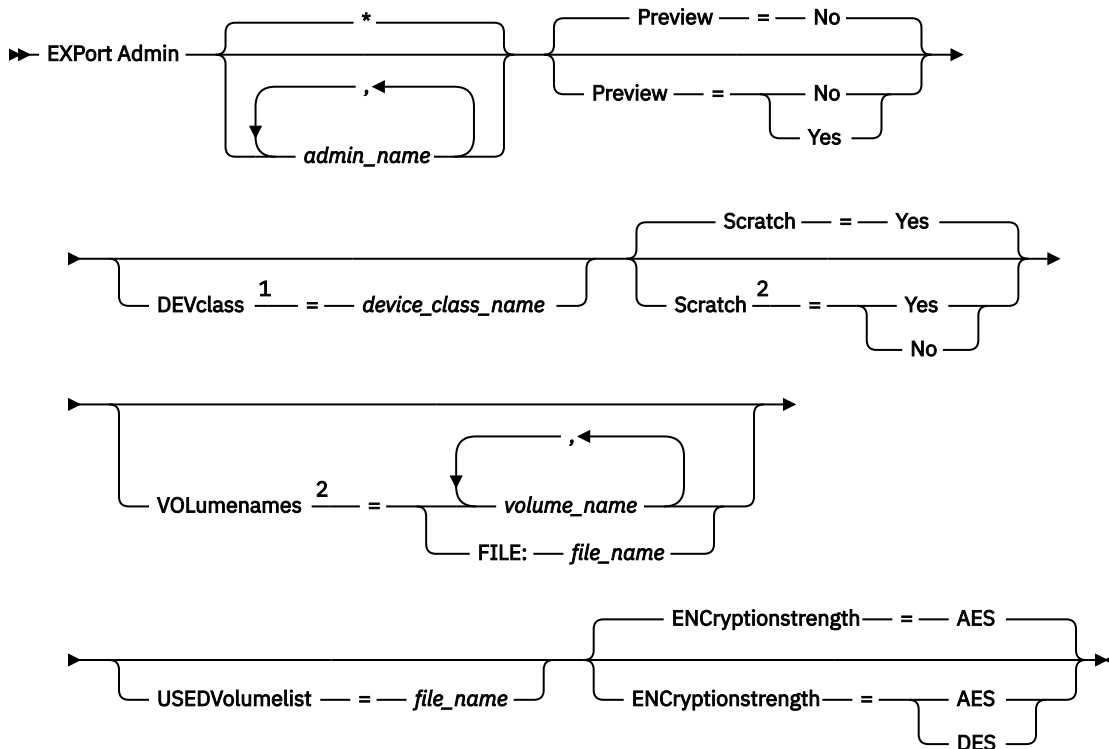 *
Preview = No
EXPort Admin
,
Preview = No
Yes
admin_name
Scratch = Yes
DEVclass 1 = device_class_name
Scratch 2 = Yes
No
,
VOLumenames 2 = volume_name
FILE: file_name
ENCryptionstrength = AES
USEDVolumelist = file_name
ENCryptionstrength = AES
DES